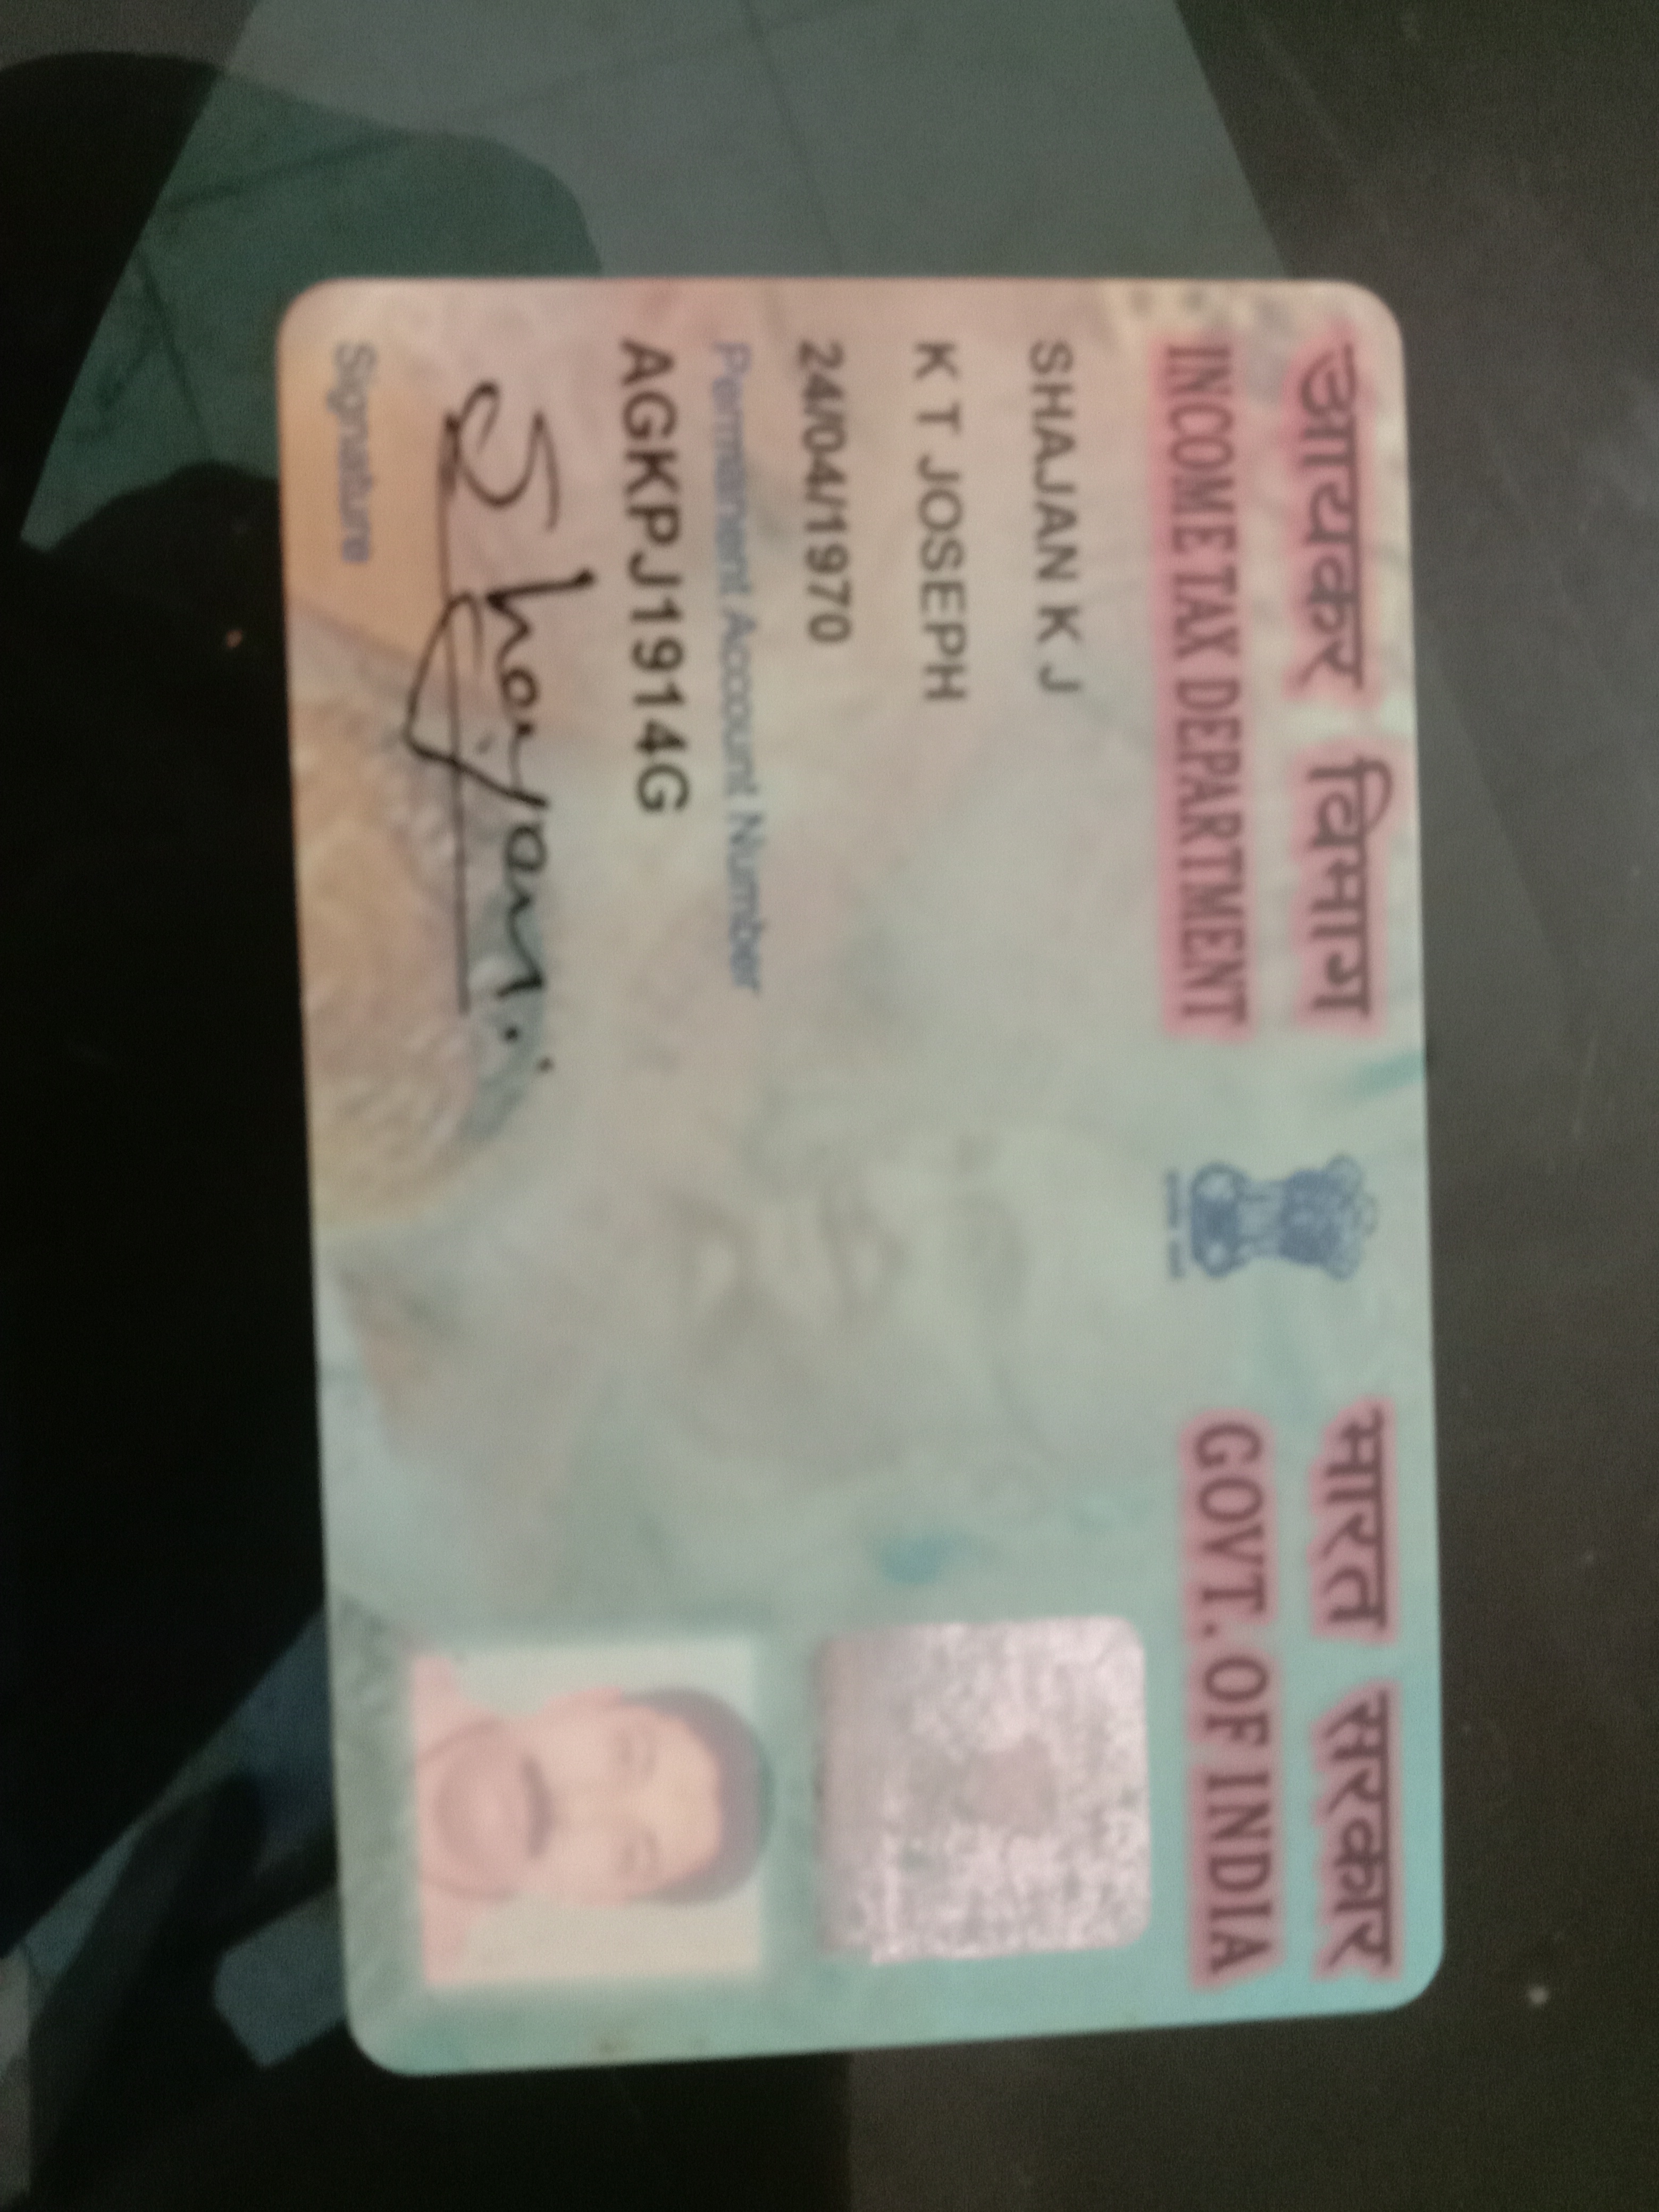 आयकर विभाग
INCOME TAX DEPARTMENT
भारत सरकार
GOVT. OF INDIA
SHAJAN K J
K T JOSEPH
24/04/1970
Permanent Account Number
AGKPJ1914G
Shajan
Signature